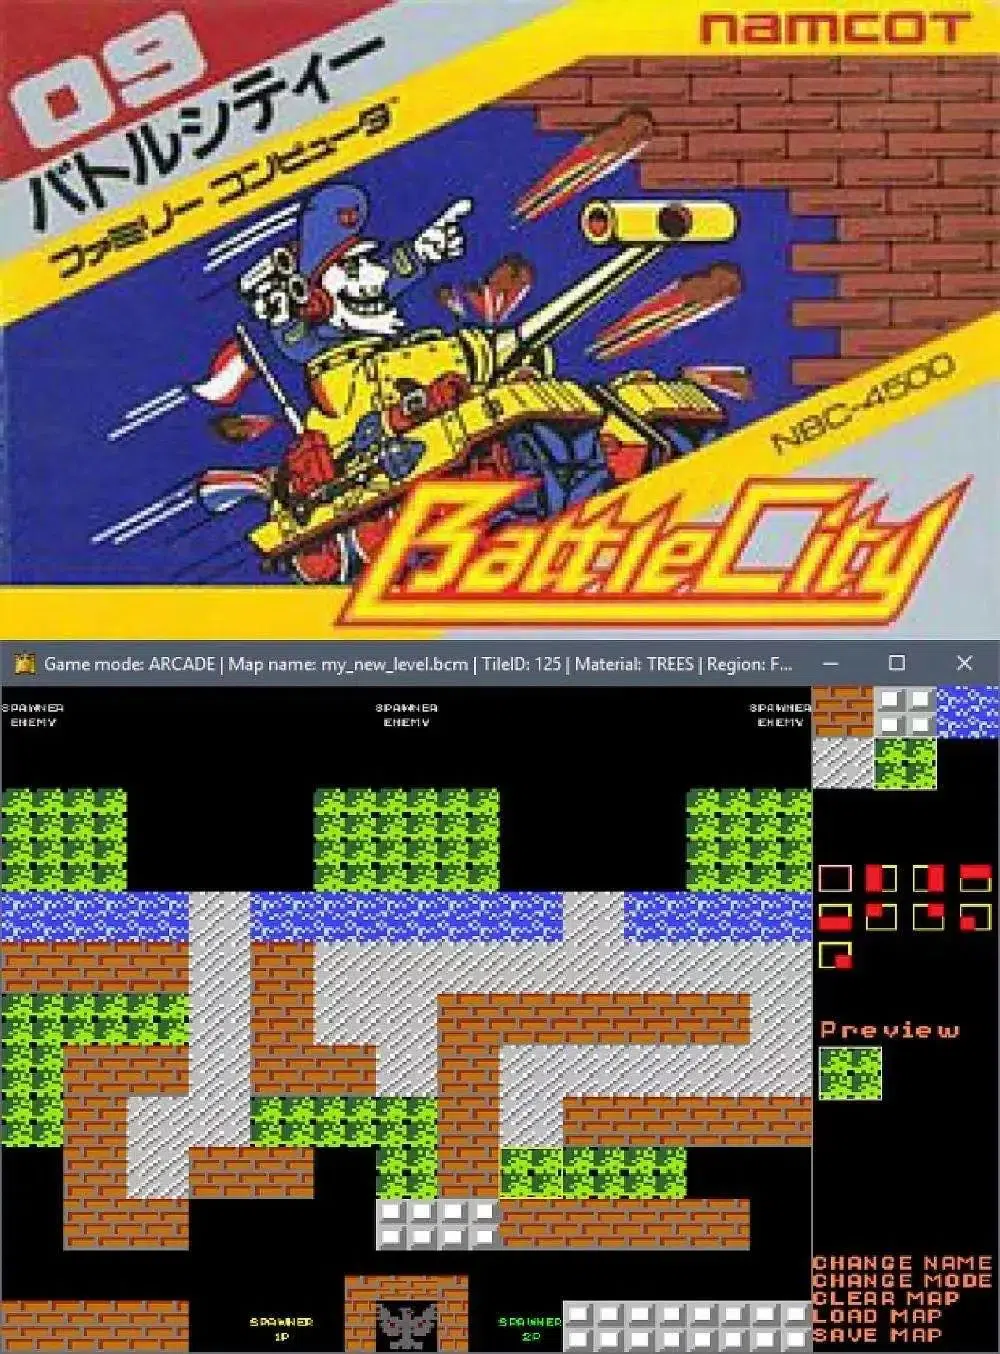 namcot
09
バトルシティー
ファミリー コンピュータ
NBC-4500
BattleCity
Game mode: ARCADE | Map name: my_new_level.bcm | TileID: 125 | Material: TREES | Region: F...
SPAWNER
ENEMY
SPAWNER
ENEMY
SPAWNER
ENEMY
Preview
CHANGE NAME
CHANGE MODE
CLEAR MAP
LOAD MAP
SAVE MAP
SPAWNER
1P
SPAWNER
2P